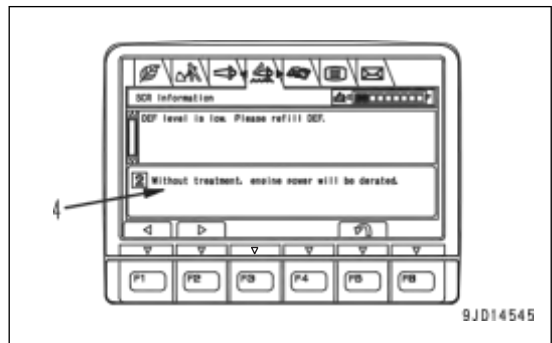 SCR Information
E F
DEF level is low. Please refill DEF.
2 Without treatment, engine power will be derated.
4
F1 F2 F3 F4 F5 F6
9JD14545